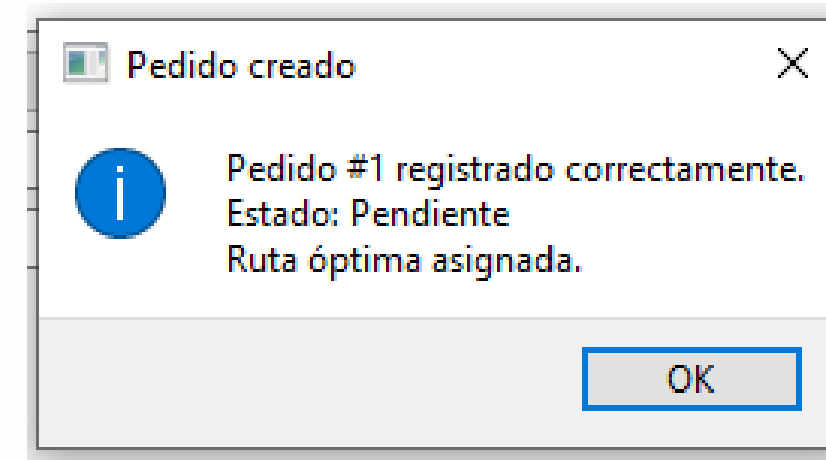 Pedido creado
Pedido #1 registrado correctamente.
Estado: Pendiente
Ruta óptima asignada.
OK